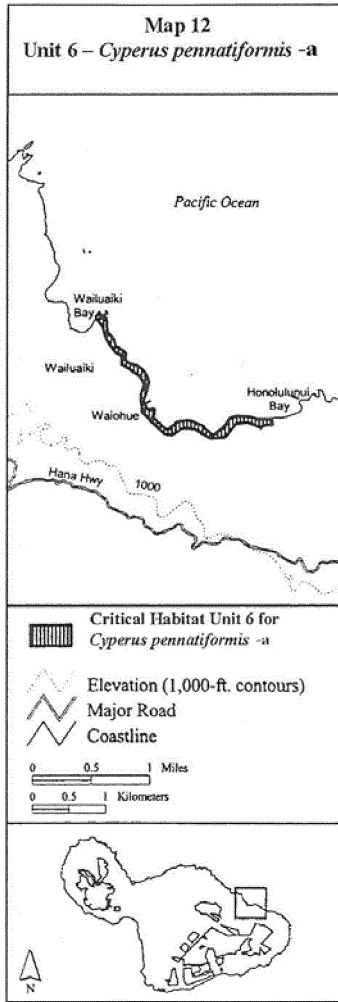 Map 12
Unit 6 – Cyperus pennatiformis -a
Pacific Ocean
Wailuaiki
Bay
Wailuaiki
Honolulunui
Bay
Waiohue
Hana Hwy
1000
Critical Habitat Unit 6 for
Cyperus pennatiformis -a
Elevation (1,000-ft. contours)
Major Road
Coastline
0 0.5 1 Miles
0 0.5 1 Kilometers
N